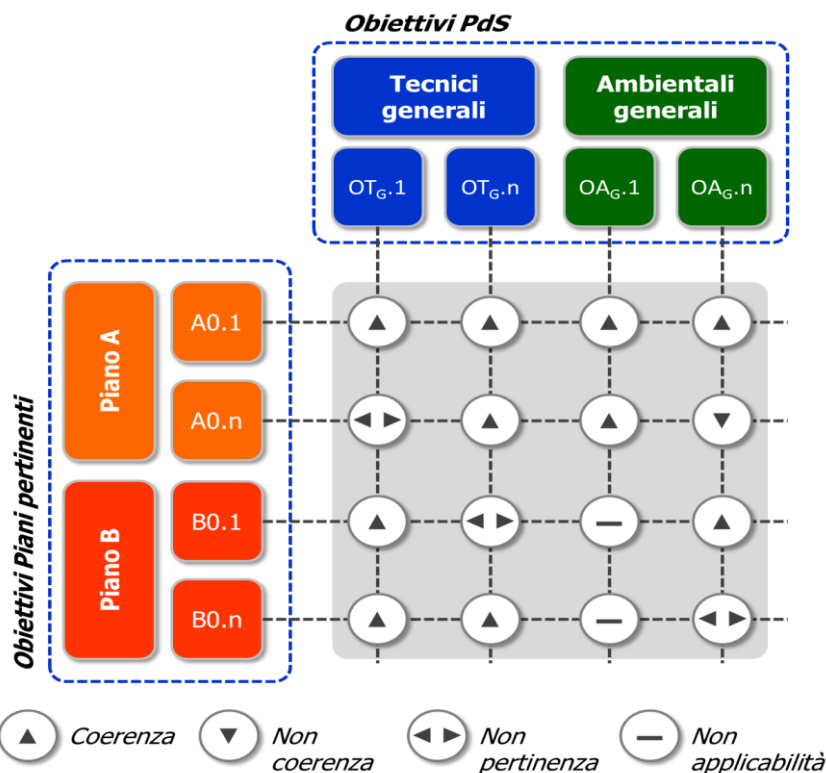 Obiettivi PdS
Tecnici
generali
Ambientali
generali
OTG.1
OTG.n
OAG.1
OAG.n
Obiettivi Piani pertinenti
Piano A
A0.1
A0.n
Piano B
B0.1
B0.n
Coerenza
Non
coerenza
Non
pertinenza
Non
applicabilità